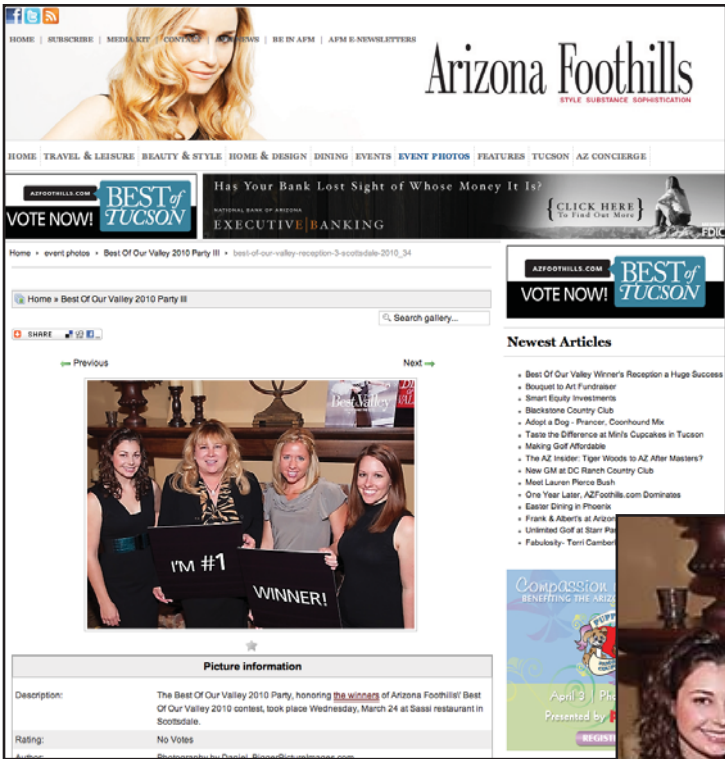 HOME | SUBSCRIBE | MEDIA KIT | CONTACT | NEWS | BE IN AFM | AFM E-NEWSLETTERS
Arizona Foothills
STYLE SUBSTANCE SOPHISTICATION
HOME TRAVEL & LEISURE BEAUTY & STYLE HOME & DESIGN DINING EVENTS EVENT PHOTOS FEATURES TUCSON AZ CONCIERGE
AZFOOTHILLS.COM
VOTE NOW!
BEST of
TUCSON
Has Your Bank Lost Sight of Whose Money It Is?
NATIONAL BANK OF ARIZONA
EXECUTIVE|BANKING
{CLICK HERE}
To Find Out More
FDIC
Home • event photos • Best Of Our Valley 2010 Party III • best-of-our-valley-reception-3-scottsdale-2010_34
Home » Best Of Our Valley 2010 Party III
Search gallery...
SHARE
Previous
Next
Best Valley
I'M #1
WINNER!
Picture information
Description: The Best Of Our Valley 2010 Party, honoring the winners of Arizona Foothills\' Best
Of Our Valley 2010 contest, took place Wednesday, March 24 at Sassi restaurant in
Scottsdale.
Rating: No Votes
Author: Photography by Daniel, BiggerPictureImages.com
AZFOOTHILLS.COM
VOTE NOW!
BEST of
TUCSON
Newest Articles
Best Of Our Valley Winner's Reception a Huge Success
Bouquet to Art Fundraiser
Smart Equity Investments
Blackstone Country Club
Adopt a Dog - Prancer, Coonhound Mix
Taste the Difference at Mini's Cupcakes in Tucson
Making Golf Affordable
The AZ Insider: Tiger Woods to AZ After Masters?
New GM at DC Ranch Country Club
Meet Lauren Pierce Bush
One Year Later, AZFoothills.com Dominates
Easter Dining in Phoenix
Frank & Albert's at Arizon
Unlimited Golf at Starr Pas
Fabulosity- Terri Camberl
Compassion
BENEFITING THE ARIZ
April 3 | Pho
Presented by
REGIST